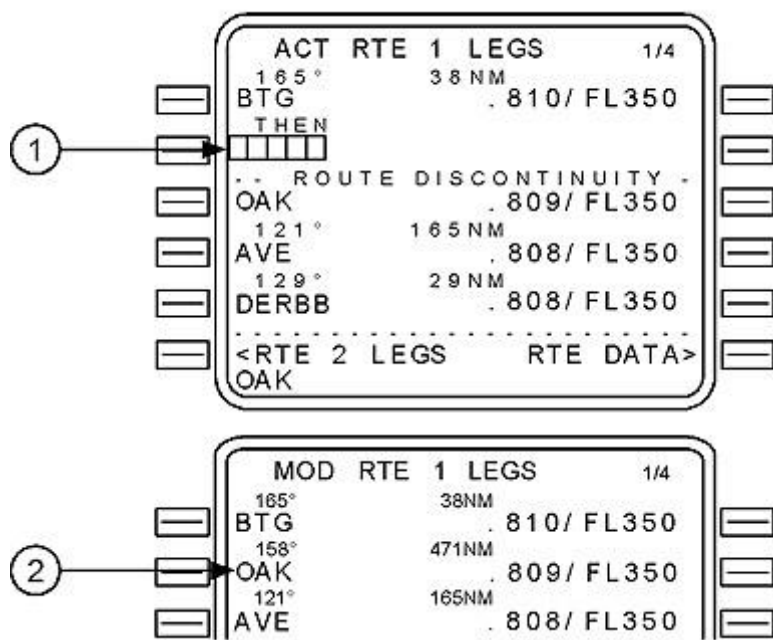 ACT RTE 1 LEGS 1/4
165° 38NM
BTG .810/FL350
THEN
1
-- ROUTE DISCONTINUITY -
OAK .809/FL350
121° 165NM
AVE .808/FL350
129° 29NM
DERBB .808/FL350
------------------------
<RTE 2 LEGS RTE DATA>
OAK
MOD RTE 1 LEGS 1/4
165° 38NM
BTG .810/FL350
158° 471NM
2 OAK .809/FL350
121° 165NM
AVE .808/FL350